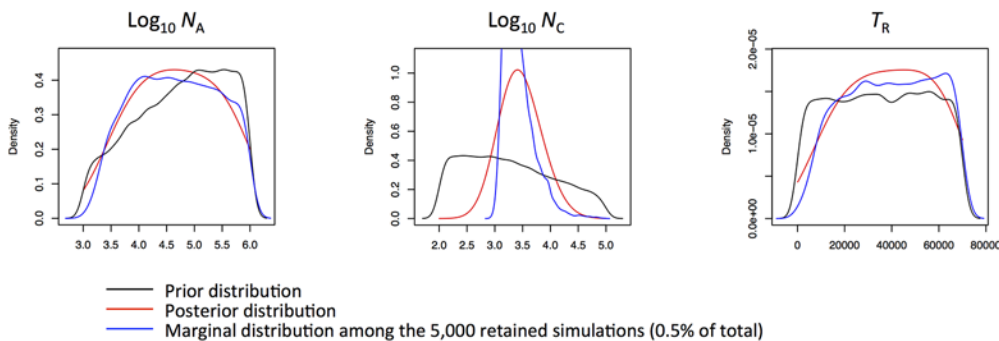 Log10 NA
Log10 NC
TR
Density
0.0 0.1 0.2 0.3 0.4
3.0 3.5 4.0 4.5 5.0 5.5 6.0
Density
0.0 0.2 0.4 0.6 0.8 1.0
2.0 2.5 3.0 3.5 4.0 4.5 5.0
Density
0.0e+00 1.0e-05 2.0e-05
0 20000 40000 60000 80000
Prior distribution
Posterior distribution
Marginal distribution among the 5,000 retained simulations (0.5% of total)